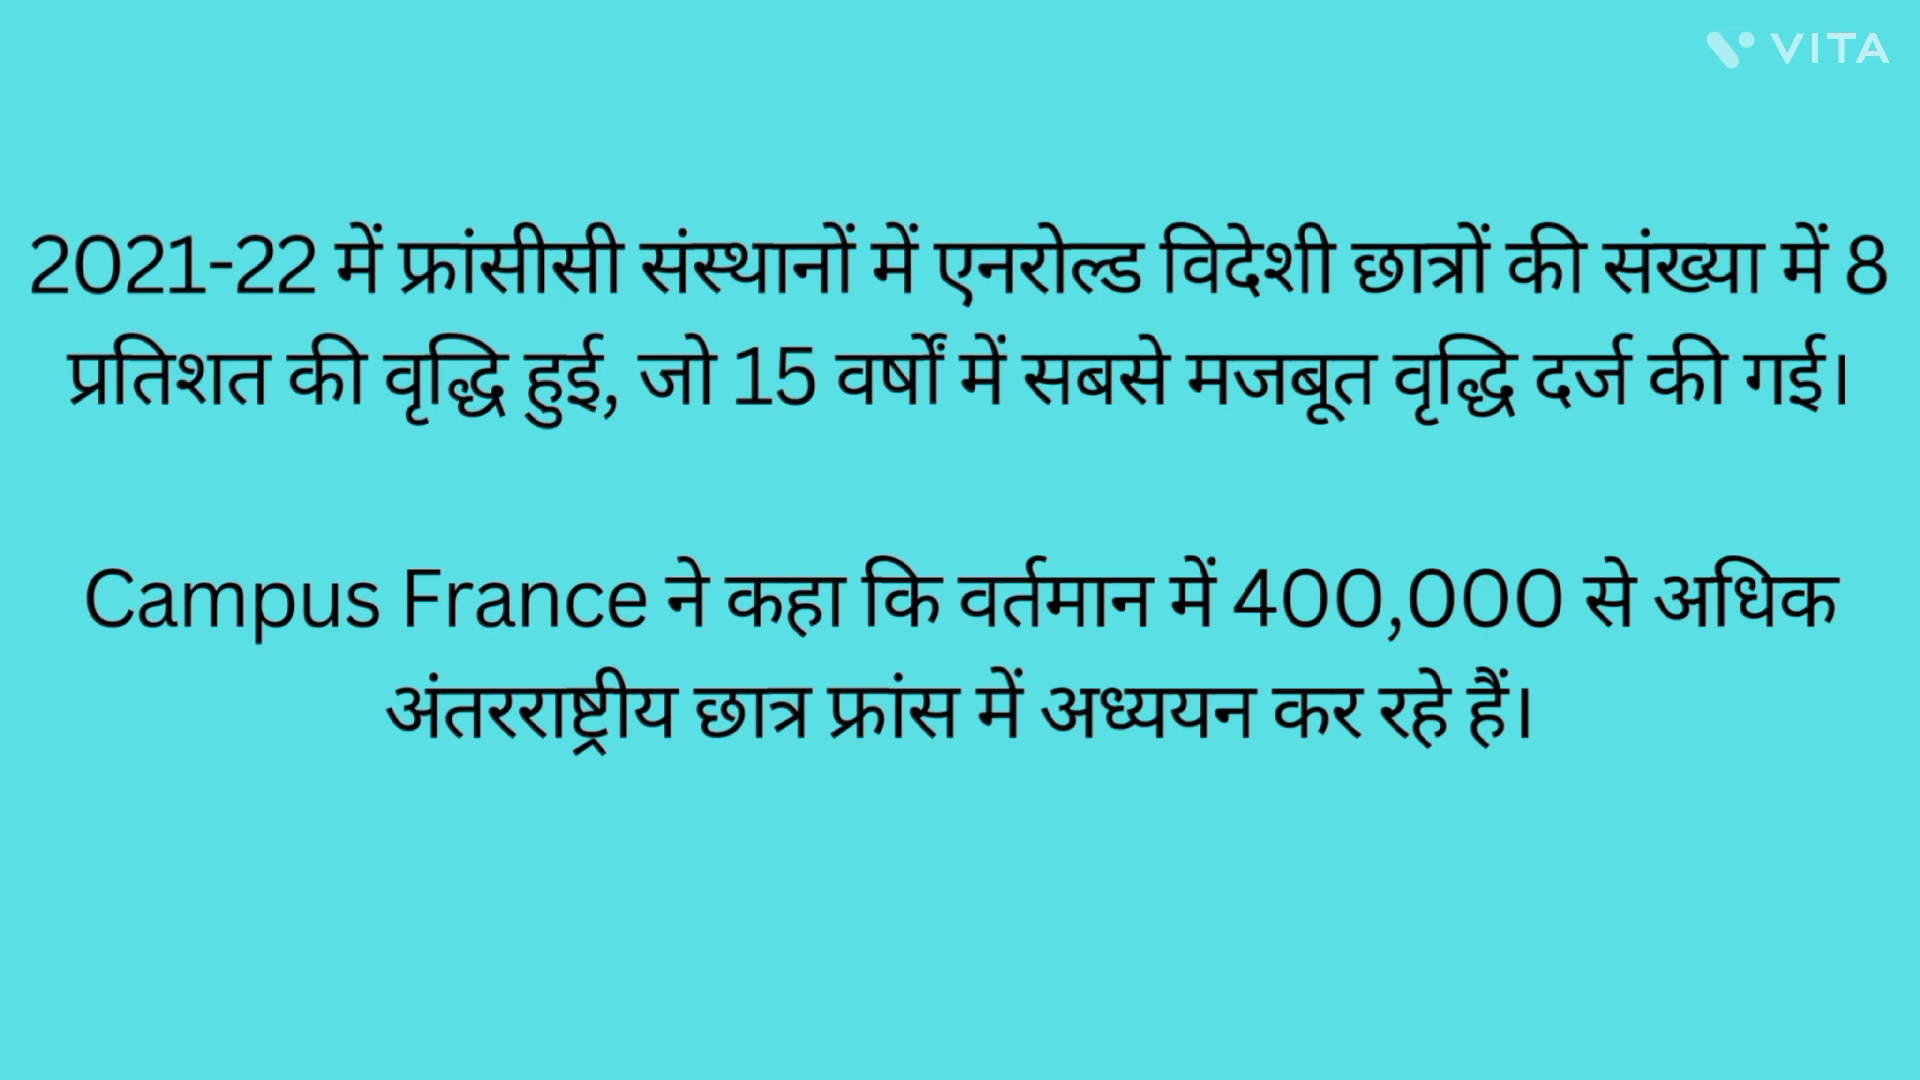 VITA
2021-22 में फ्रांसीसी संस्थानों में एनरोल्ड विदेशी छात्रों की संख्या में 8
प्रतिशत की वृद्धि हुई, जो 15 वर्षों में सबसे मजबूत वृद्धि दर्ज की गई।
Campus France ने कहा कि वर्तमान में 400,000 से अधिक
अंतरराष्ट्रीय छात्र फ्रांस में अध्ययन कर रहे हैं।